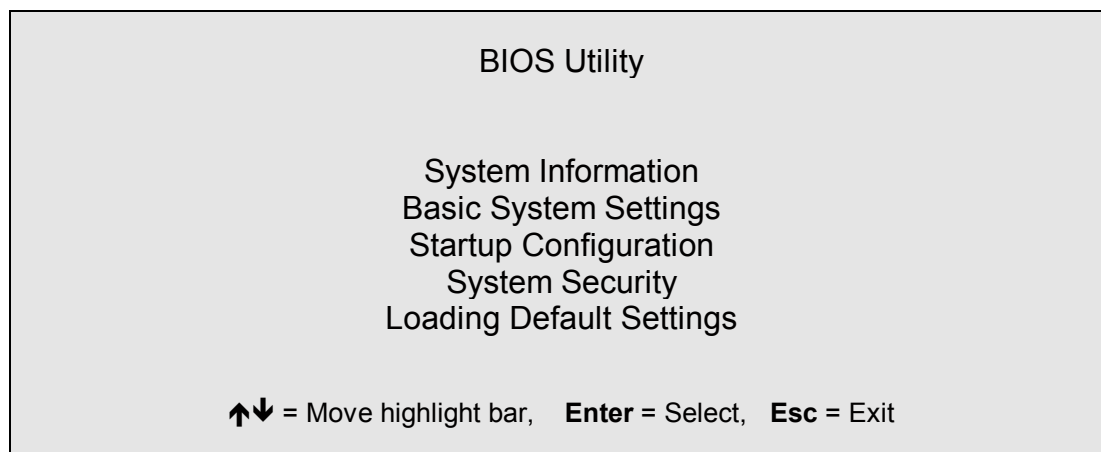 BIOS Utility
System Information
Basic System Settings
Startup Configuration
System Security
Loading Default Settings
↑↓ = Move highlight bar, Enter = Select, Esc = Exit